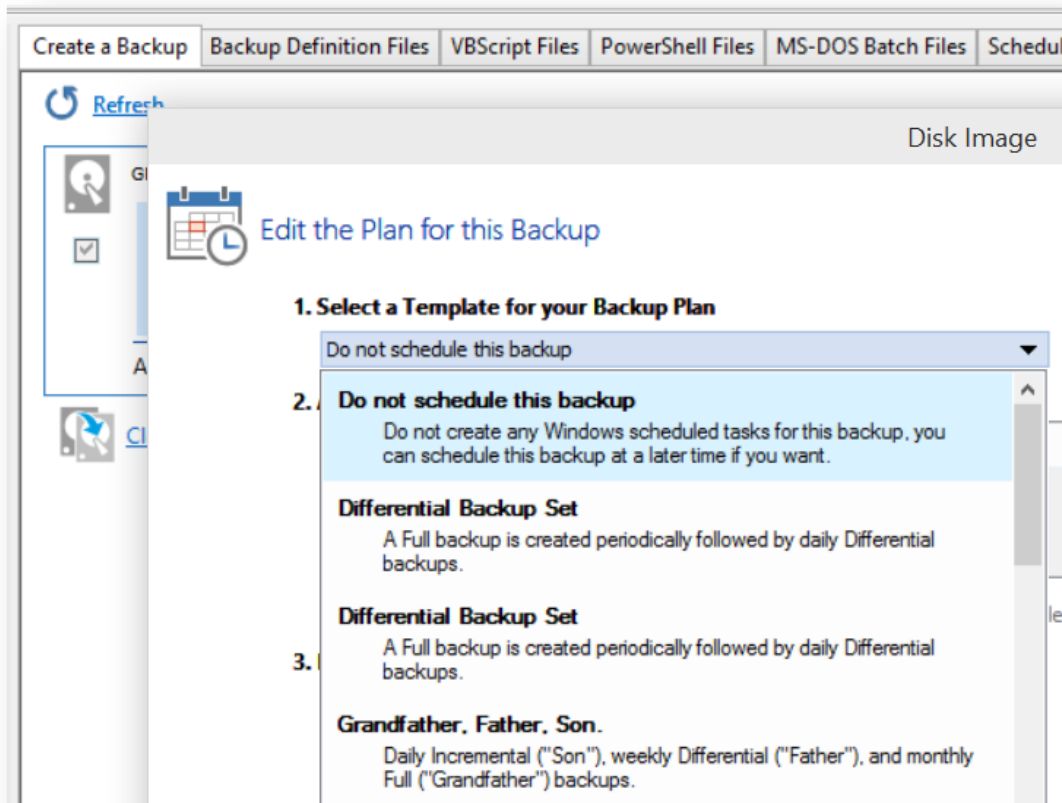 Create a Backup Backup Definition Files VBScript Files PowerShell Files MS-DOS Batch Files
Refresh
Disk Image
Edit the Plan for this Backup
1. Select a Template for your Backup Plan
Do not schedule this backup
2.
Do not schedule this backup
Do not create any Windows scheduled tasks for this backup, you
can schedule this backup at a later time if you want.
Differential Backup Set
A Full backup is created periodically followed by daily Differential
backups.
Differential Backup Set
A Full backup is created periodically followed by daily Differential
backups.
3.
Grandfather, Father, Son.
Daily Incremental ("Son"), weekly Differential ("Father"), and monthly
Full ("Grandfather") backups.